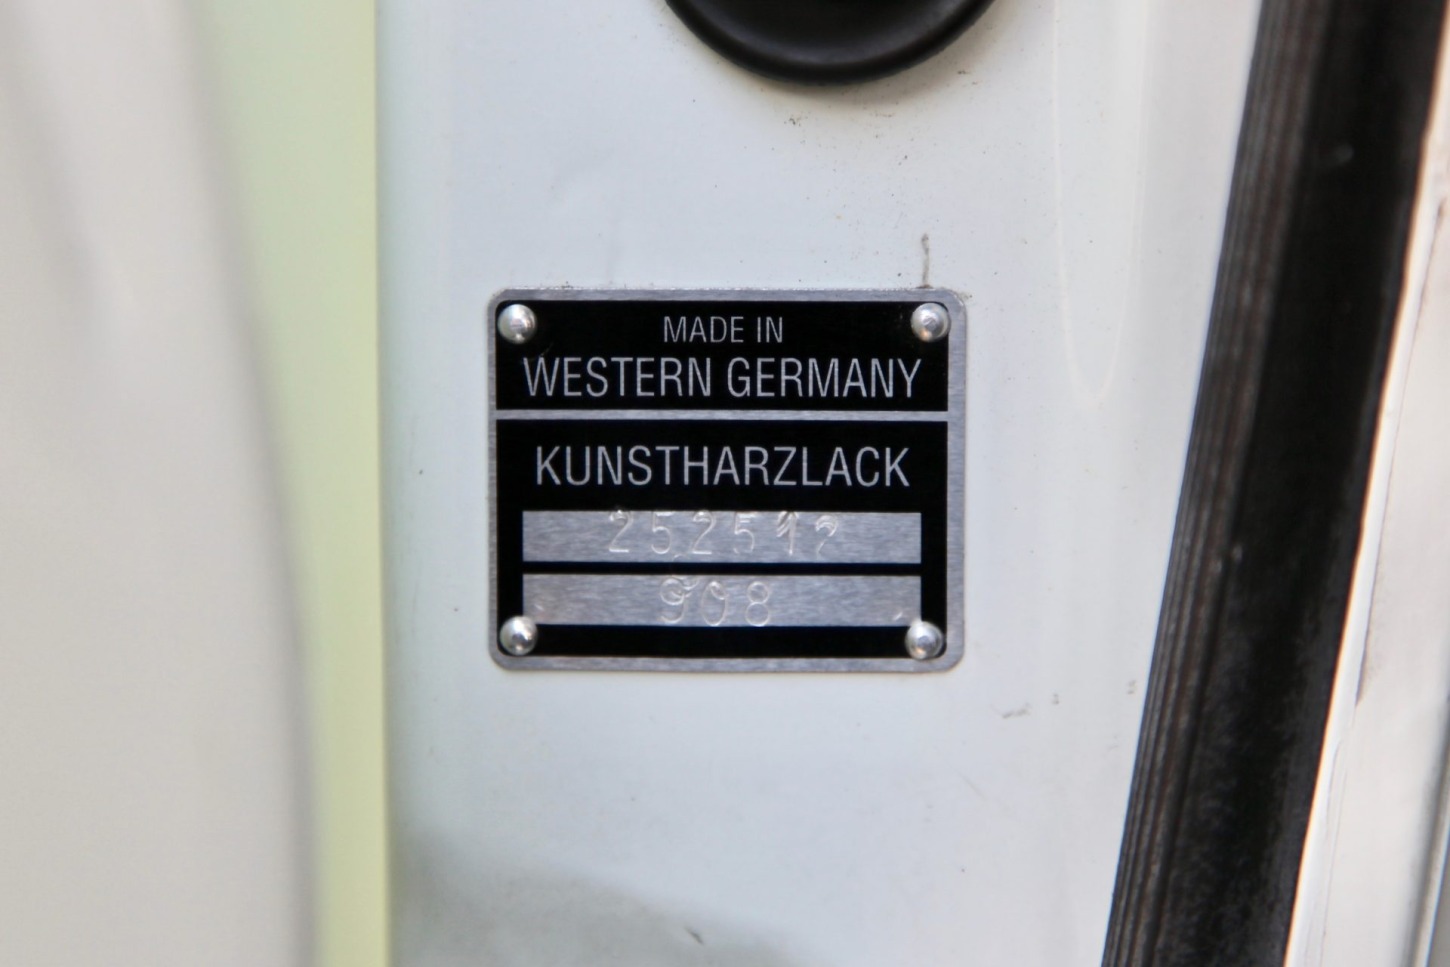 MADE IN
WESTERN GERMANY
KUNSTHARZLACK
252512
908